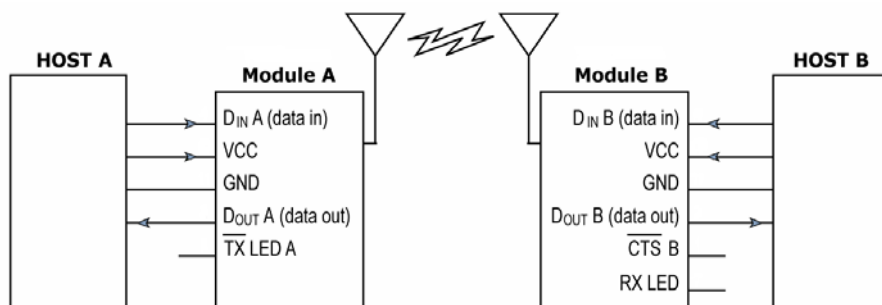 HOST A
Module A
Module B
HOST B
DIN A (data in)
VCC
GND
DOUT A (data out)
TX LED A
DIN B (data in)
VCC
GND
DOUT B (data out)
CTS B
RX LED